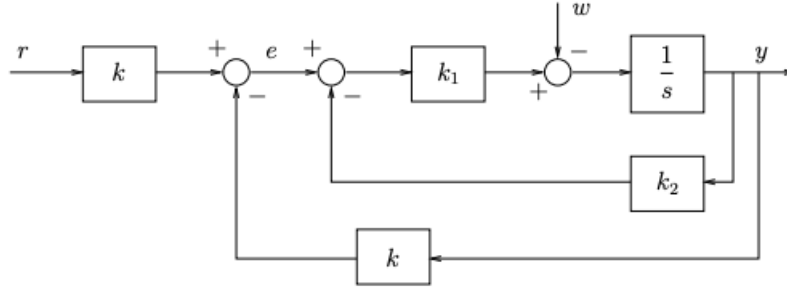 w
r + e + − y
k k₁ 1/s
− − +
k₂
k